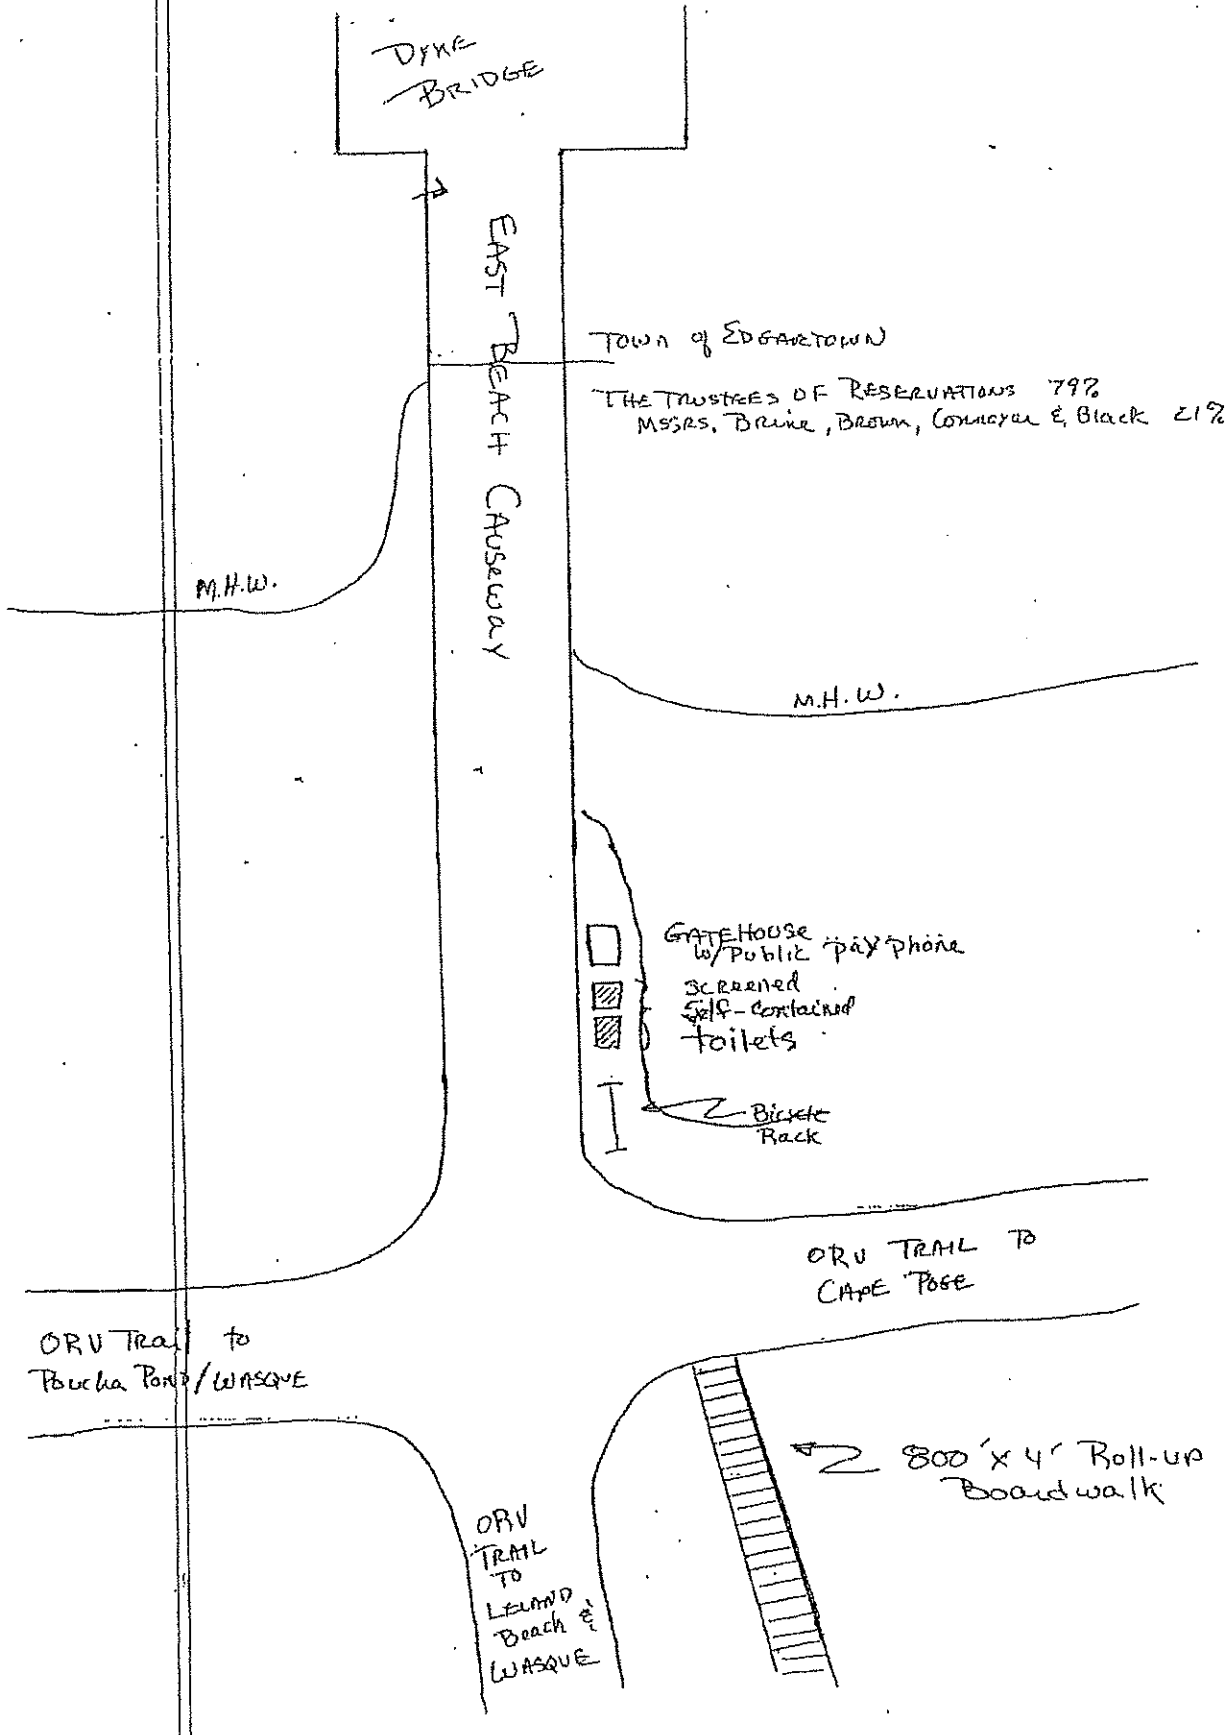 DYKE
BRIDGE
EAST BEACH CAUSEWAY
TOWN of EDGARTOWN
THE TRUSTEES OF RESERVATIONS 79%
MSSRS. Brine, Brown, & Black 21%
M.H.W.
M.H.W.
GATEHOUSE
w/Public pay phone
screened
self-contained
toilets
Bicycle
Rack
ORV TRAIL TO
CAPE POGE
ORV Trail to
Poucha Pond/WASQUE
800' x 4' Roll-up
Boardwalk
ORV
TRAIL
TO
LELAND
Beach &
WASQUE